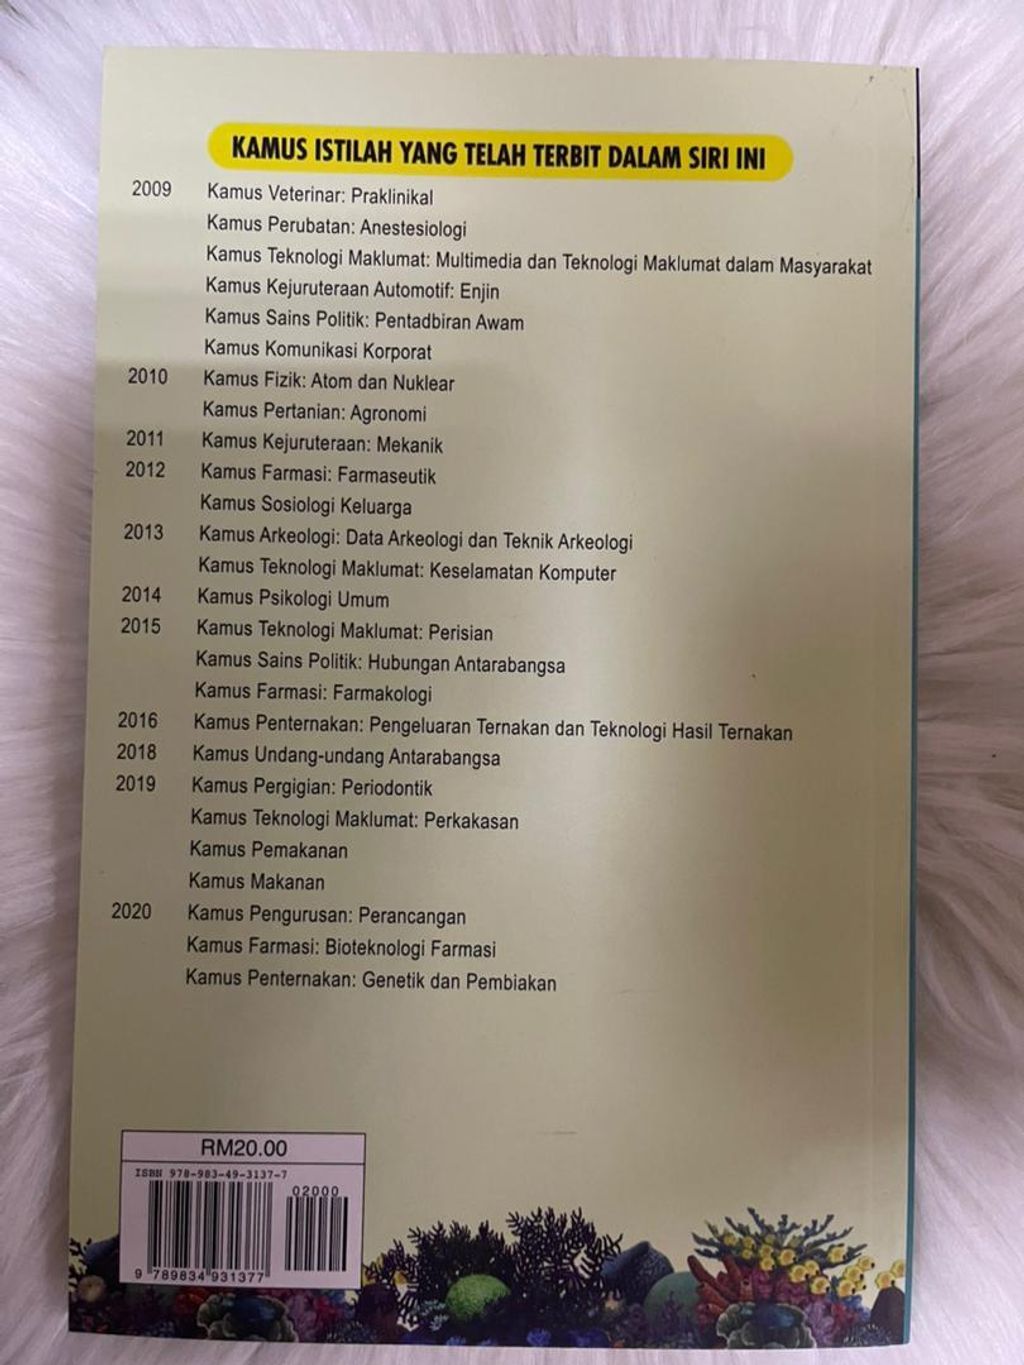 KAMUS ISTILAH YANG TELAH TERBIT DALAM SIRI INI
2009 Kamus Veterinar: Praklinikal
Kamus Perubatan: Anestesiologi
Kamus Teknologi Maklumat: Multimedia dan Teknologi Maklumat dalam Masyarakat
Kamus Kejuruteraan Automotif: Enjin
Kamus Sains Politik: Pentadbiran Awam
Kamus Komunikasi Korporat
2010 Kamus Fizik: Atom dan Nuklear
Kamus Pertanian: Agronomi
2011 Kamus Kejuruteraan: Mekanik
2012 Kamus Farmasi: Farmaseutik
Kamus Sosiologi Keluarga
2013 Kamus Arkeologi: Data Arkeologi dan Teknik Arkeologi
Kamus Teknologi Maklumat: Keselamatan Komputer
2014 Kamus Psikologi Umum
2015 Kamus Teknologi Maklumat: Perisian
Kamus Sains Politik: Hubungan Antarabangsa
Kamus Farmasi: Farmakologi
2016 Kamus Penternakan: Pengeluaran Ternakan dan Teknologi Hasil Ternakan
2018 Kamus Undang-undang Antarabangsa
2019 Kamus Pergigian: Periodontik
Kamus Teknologi Maklumat: Perkakasan
Kamus Pemakanan
Kamus Makanan
2020 Kamus Pengurusan: Perancangan
Kamus Farmasi: Bioteknologi Farmasi
Kamus Penternakan: Genetik dan Pembiakan
RM20.00
ISBN 978-983-49-3137-7
02000
9 789834 931377